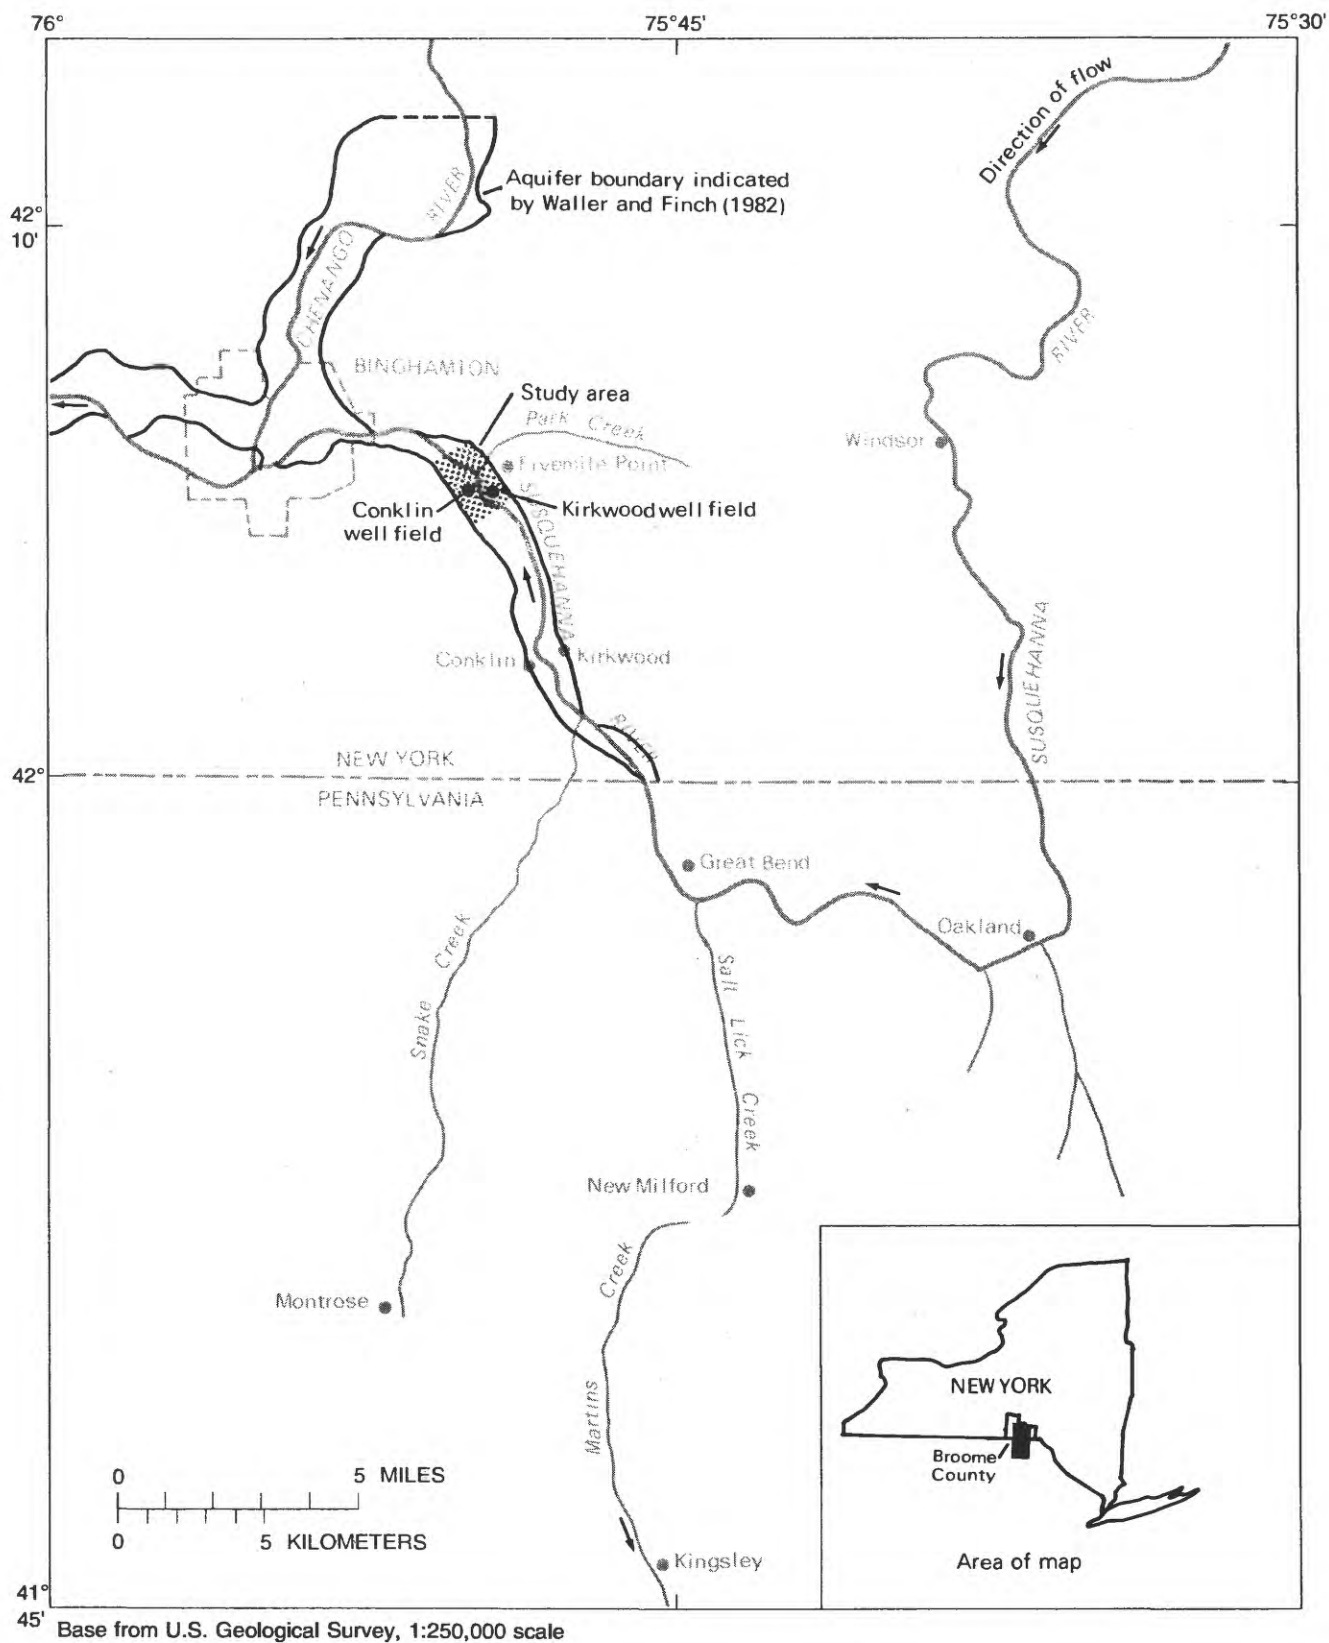 76°
75°45'
75°30'
Direction of flow
Aquifer boundary indicated
by Waller and Finch (1982)
RIVER
42°
10'
CHENANGO
RIVER
BINGHAMTON
Study area
Park Creek
Windsor
Fivemile Point
Conklin
well field
Kirkwood well field
SUSQUEHANNA
SUSQUEHANNA
Conklin
Kirkwood
RIVER
42°
NEW YORK
PENNSYLVANIA
Great Bend
Oakland
Snake Creek
Salt Lick Creek
New Milford
Martins Creek
Montrose
NEW YORK
Broome
County
0 5 MILES
0 5 KILOMETERS
Kingsley
Area of map
41°
45'
Base from U.S. Geological Survey, 1:250,000 scale